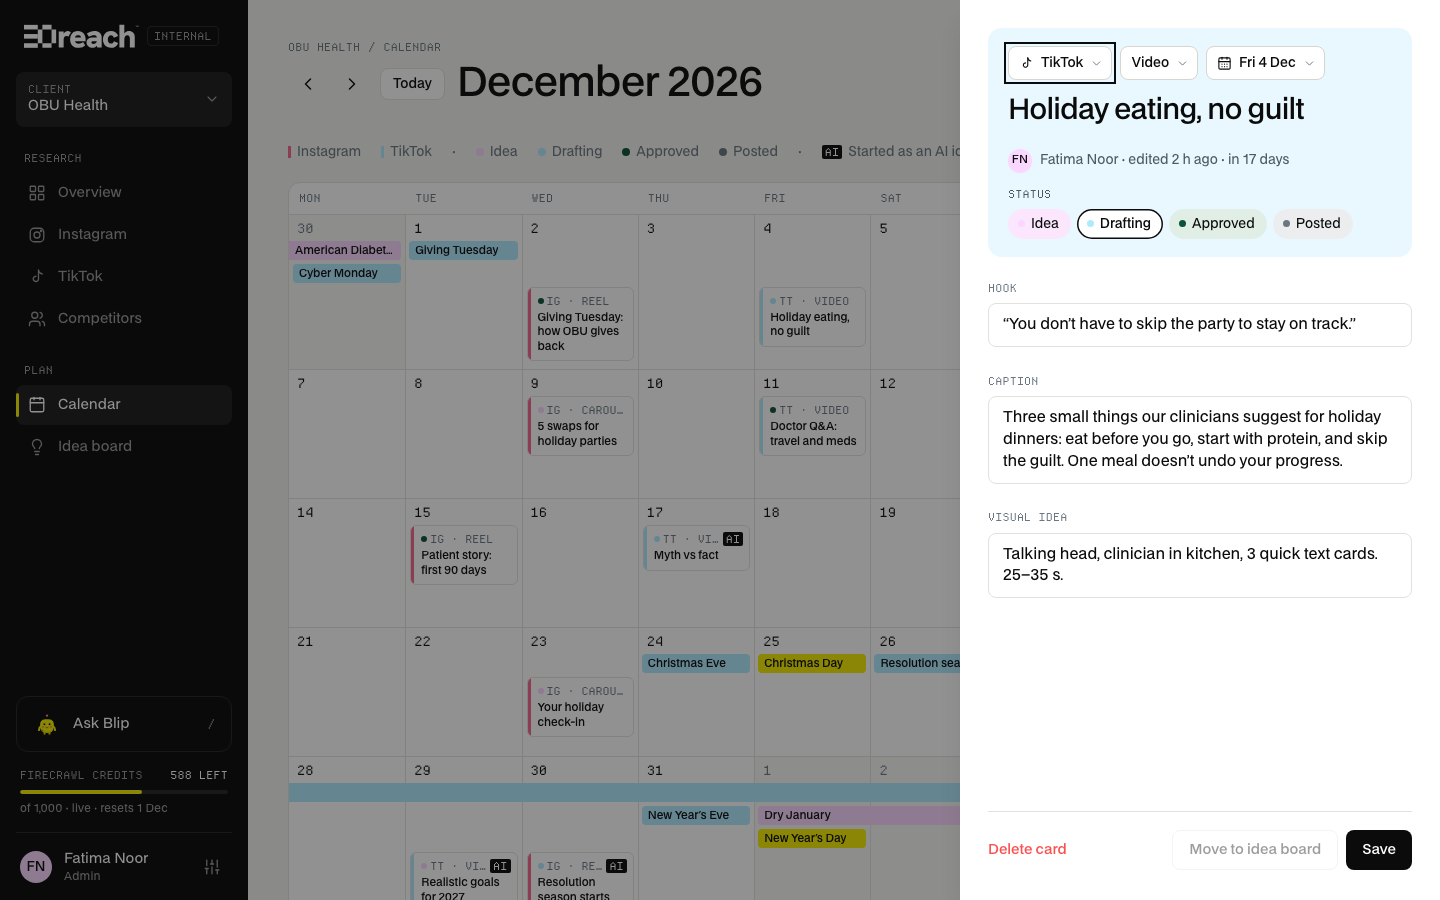 reach
INTERNAL
CLIENT
OBU Health
RESEARCH
Overview
Instagram
TikTok
Competitors
PLAN
Calendar
Idea board
Ask Blip /
FIRECRAWL CREDITS 588 LEFT
of 1,000 · live · resets 1 Dec
FN Fatima Noor
Admin
OBU HEALTH / CALENDAR
Today December 2026
Instagram TikTok · Idea Drafting Approved Posted · AI Started as an AI
MON TUE WED THU FRI SAT
30 1 2 3 4 5
American Diabet…
Cyber Monday
Giving Tuesday
IG · REEL
Giving Tuesday:
how OBU gives
back
TT · VIDEO
Holiday eating,
no guilt
7 8 9 10 11 12
IG · CAROU…
5 swaps for
holiday parties
TT · VIDEO
Doctor Q&A:
travel and meds
14 15 16 17 18 19
IG · REEL
Patient story:
first 90 days
TT · VI… AI
Myth vs fact
21 22 23 24 25 26
IG · CAROU…
Your holiday
check-in
Christmas Eve
Christmas Day
Resolution sea
28 29 30 31 1 2
New Year's Eve
Dry January
New Year's Day
TT · VI… AI
Realistic goals
for 2027
IG · RE… AI
Resolution
season starts
TikTok
Video
Fri 4 Dec
Holiday eating, no guilt
FN Fatima Noor · edited 2 h ago · in 17 days
STATUS
Idea Drafting Approved Posted
HOOK
“You don’t have to skip the party to stay on track.”
CAPTION
Three small things our clinicians suggest for holiday
dinners: eat before you go, start with protein, and skip
the guilt. One meal doesn’t undo your progress.
VISUAL IDEA
Talking head, clinician in kitchen, 3 quick text cards.
25–35 s.
Delete card
Move to idea board
Save